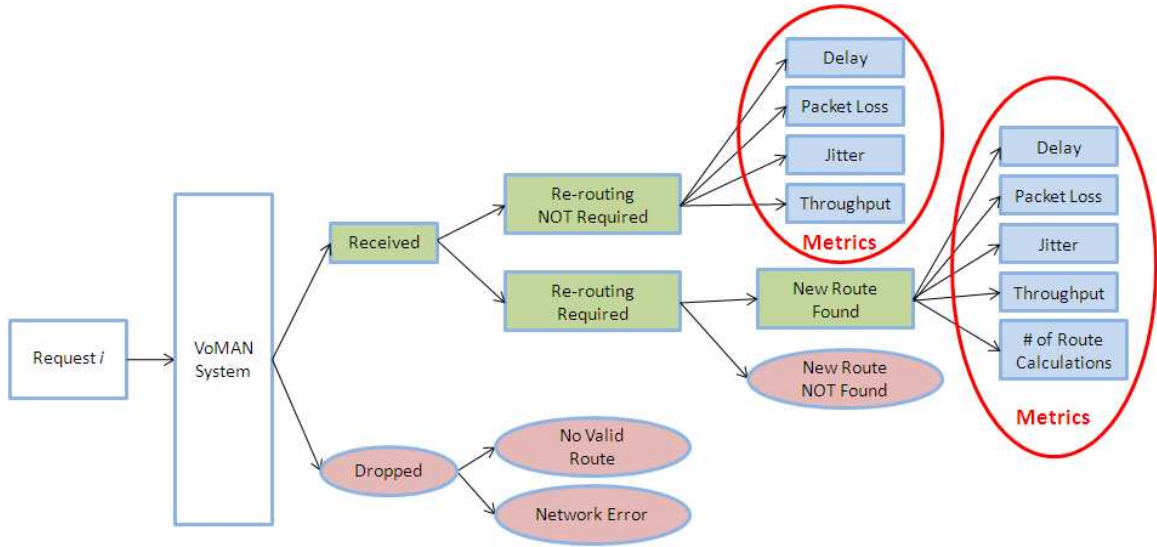 Request i
VoMAN
System
Received
Dropped
Re-routing
NOT Required
Re-routing
Required
No Valid
Route
Network Error
Delay
Packet Loss
Jitter
Throughput
Metrics
New Route
Found
New Route
NOT Found
Delay
Packet Loss
Jitter
Throughput
# of Route
Calculations
Metrics